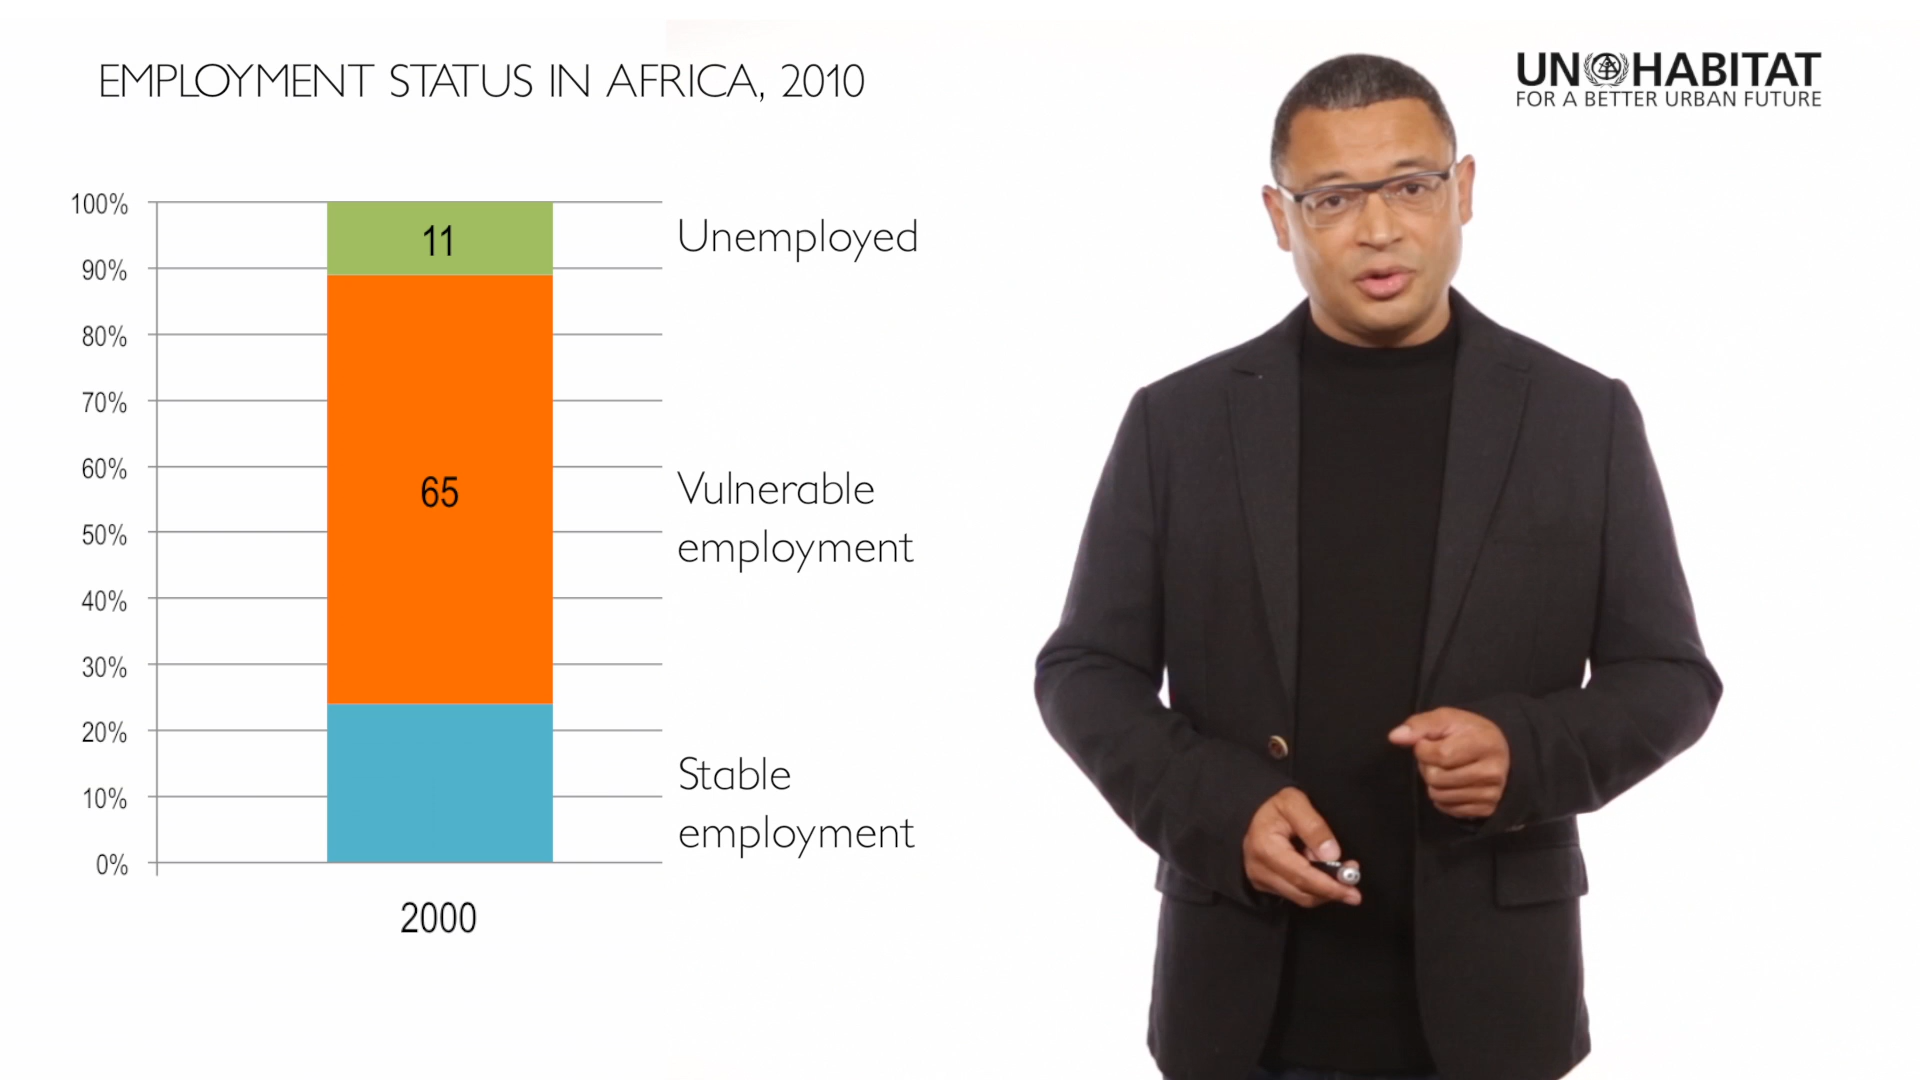 EMPLOYMENT STATUS IN AFRICA, 2010
UN HABITAT
FOR A BETTER URBAN FUTURE
100%
90%
80%
70%
60%
50%
40%
30%
20%
10%
0%
11
65
Unemployed
Vulnerable
employment
Stable
employment
2000